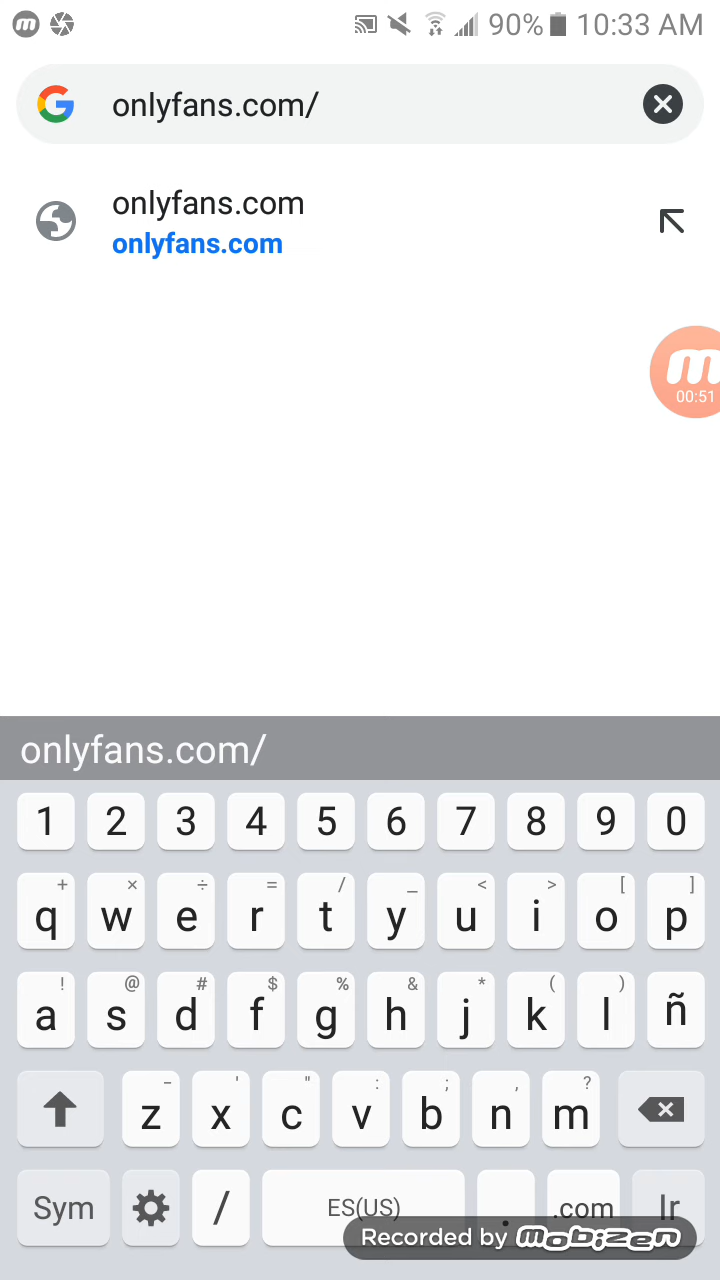 90% 10:33 AM
onlyfans.com/
onlyfans.com
onlyfans.com
m
00:51
onlyfans.com/
1 2 3 4 5 6 7 8 9 0
+ × ÷ = / _ < > [ ]
q w e r t y u i o p
! @ # $ % & * ( )
a s d f g h j k l ñ
- ' " : ; , ?
z x c v b n m
Sym / ES(US) . .com Ir
Recorded by mobizen